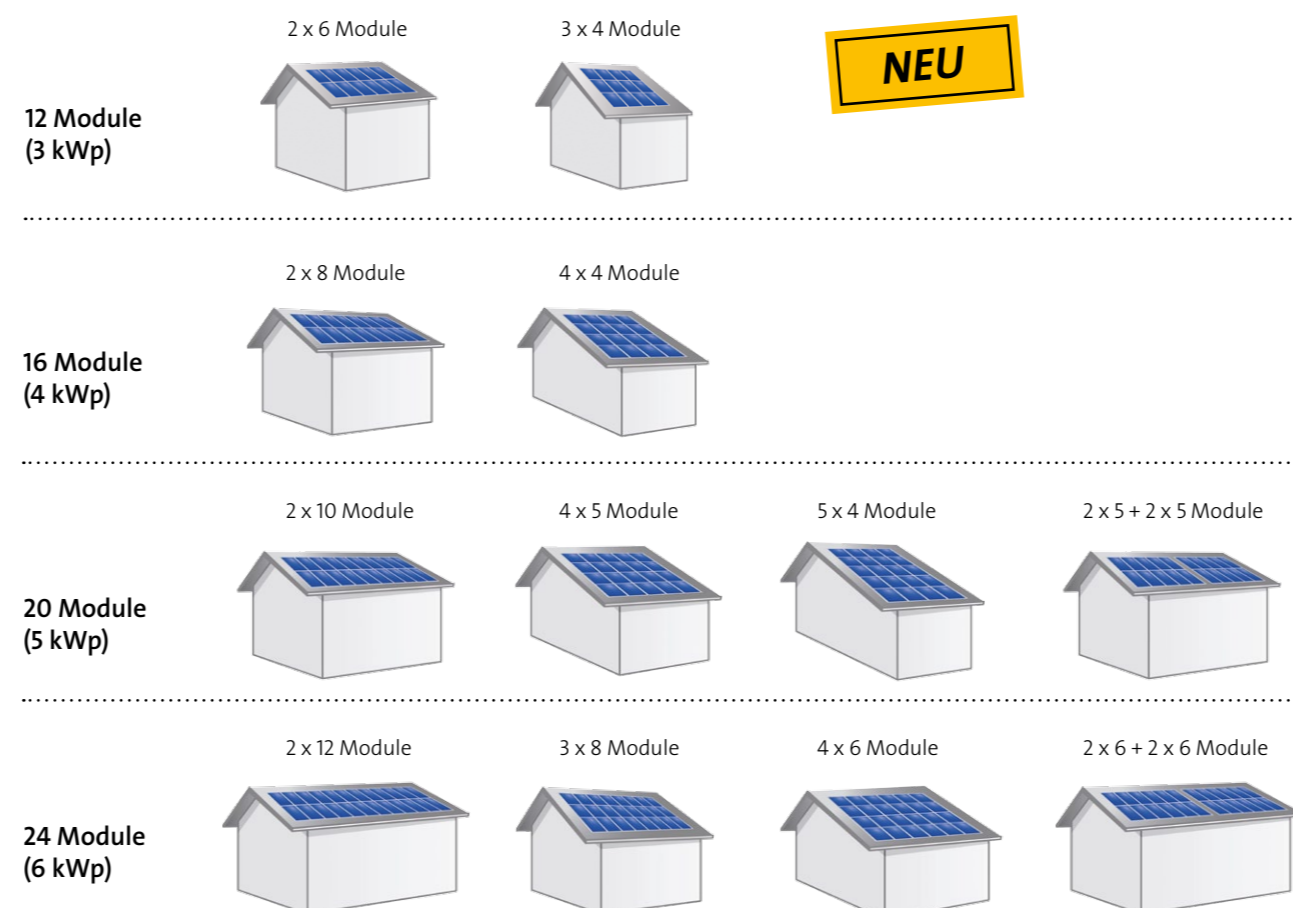 2 x 6 Module
3 x 4 Module
NEU
12 Module
(3 kWp)
2 x 8 Module
4 x 4 Module
16 Module
(4 kWp)
2 x 10 Module
4 x 5 Module
5 x 4 Module
2 x 5 + 2 x 5 Module
20 Module
(5 kWp)
2 x 12 Module
3 x 8 Module
4 x 6 Module
2 x 6 + 2 x 6 Module
24 Module
(6 kWp)